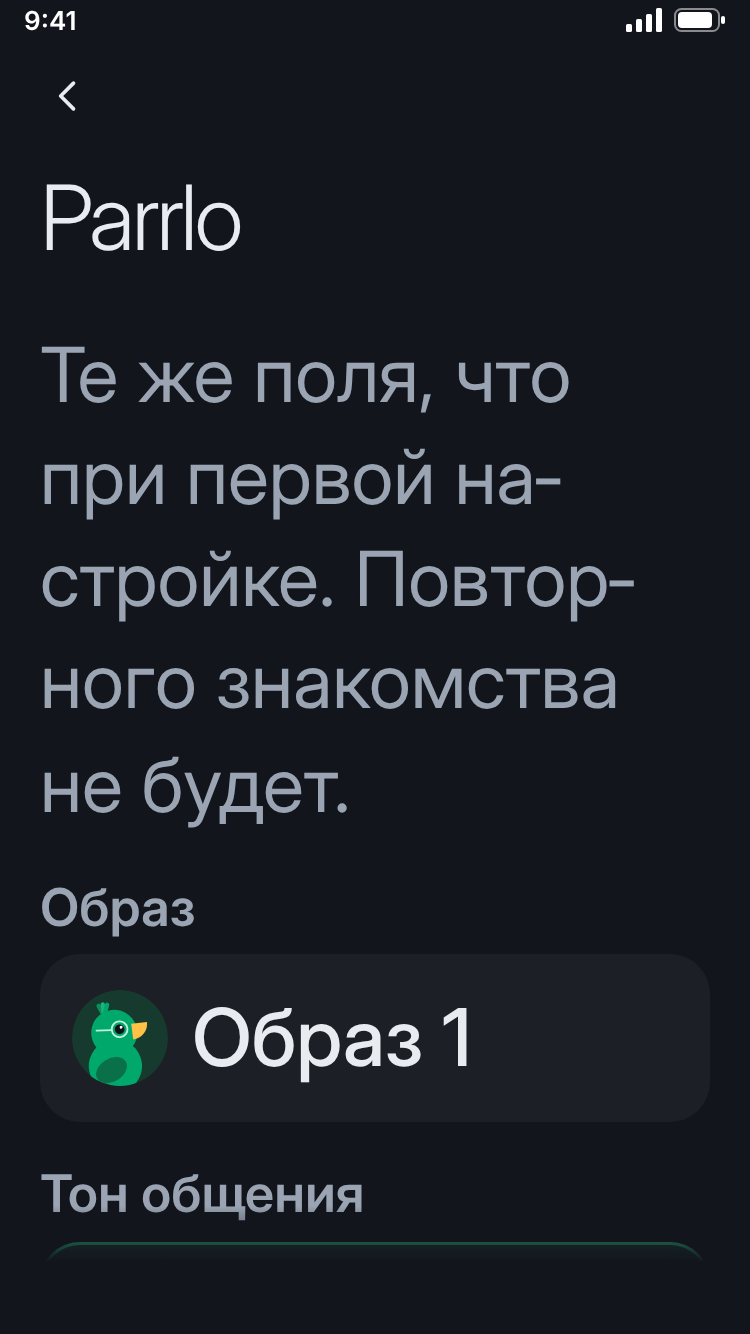 9:41
Parrlo
Те же поля, что
при первой на-
стройке. Повтор-
ного знакомства
не будет.
Образ
Образ 1
Тон общения